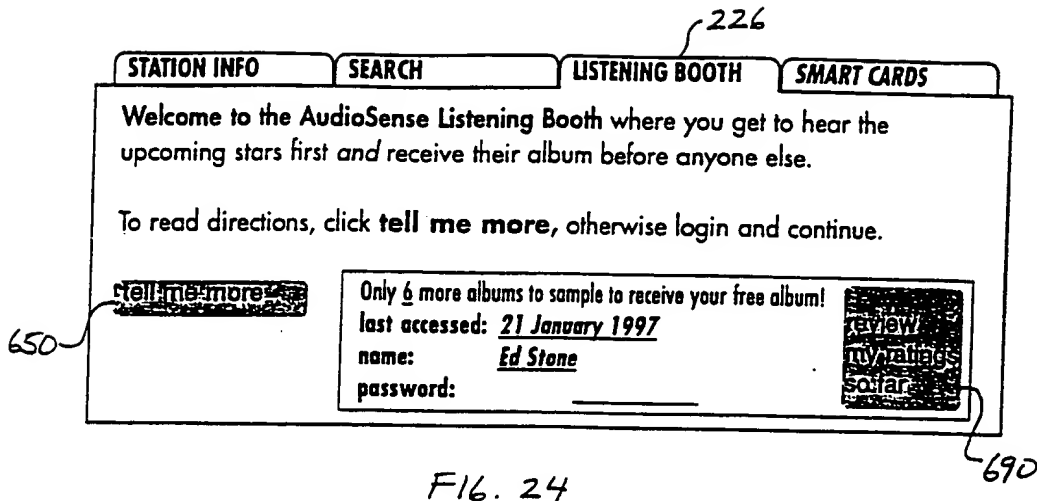 226
STATION INFO SEARCH LISTENING BOOTH SMART CARDS
Welcome to the AudioSense Listening Booth where you get to hear the
upcoming stars first and receive their album before anyone else.
To read directions, click tell me more, otherwise login and continue.
tell me more
650
Only 6 more albums to sample to receive your free album!
last accessed: 21 January 1997
name: Ed Stone
password:
review
my ratings
so far
690
FIG. 24